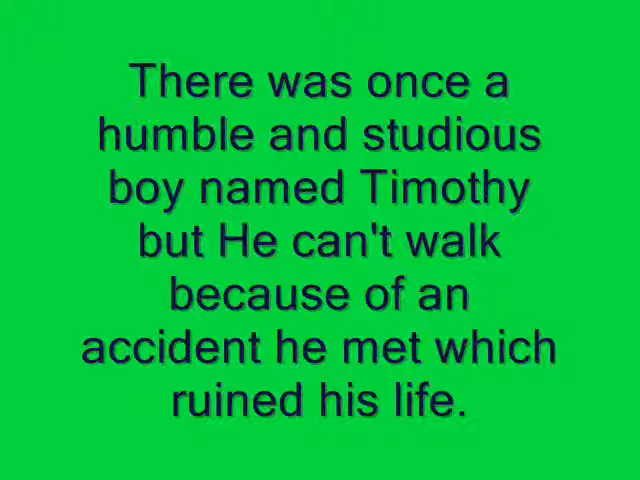 There was once a
humble and studious
boy named Timothy
but He can't walk
because of an
accident he met which
ruined his life.